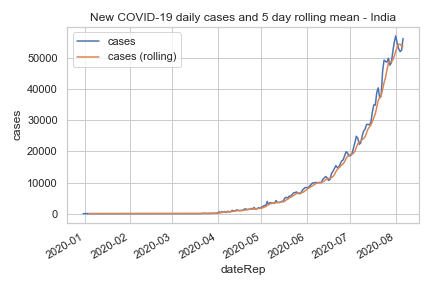 New COVID-19 daily cases and 5 day rolling mean - India
cases
cases (rolling)
50000
40000
30000
20000
10000
0
cases
2020-01
2020-02
2020-03
2020-04
2020-05
2020-06
2020-07
2020-08
dateRep